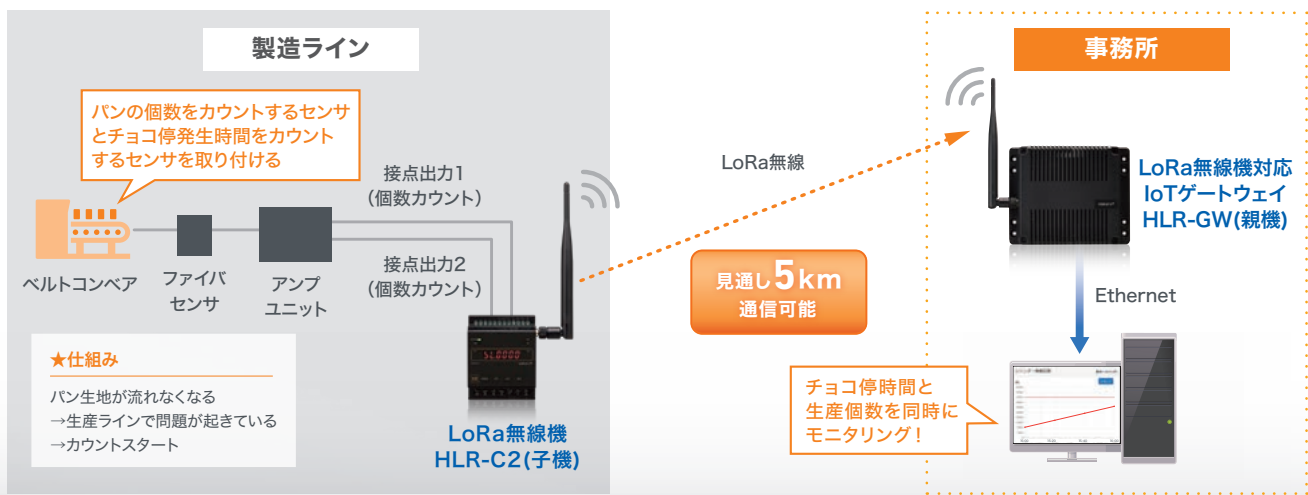 製造ライン
パンの個数をカウントするセンサ
とチョコ停発生時間をカウント
するセンサを取り付ける
接点出力1
（個数カウント）
接点出力2
（個数カウント）
ベルトコンベア
ファイバ
センサ
アンプ
ユニット
★仕組み
パン生地が流れなくなる
→生産ラインで問題が起きている
→カウントスタート
LoRa無線機
HLR-C2(子機)
LoRa無線
見通し5km
通信可能
事務所
LoRa無線機対応
IoTゲートウェイ
HLR-GW(親機)
Ethernet
チョコ停時間と
生産個数を同時に
モニタリング！